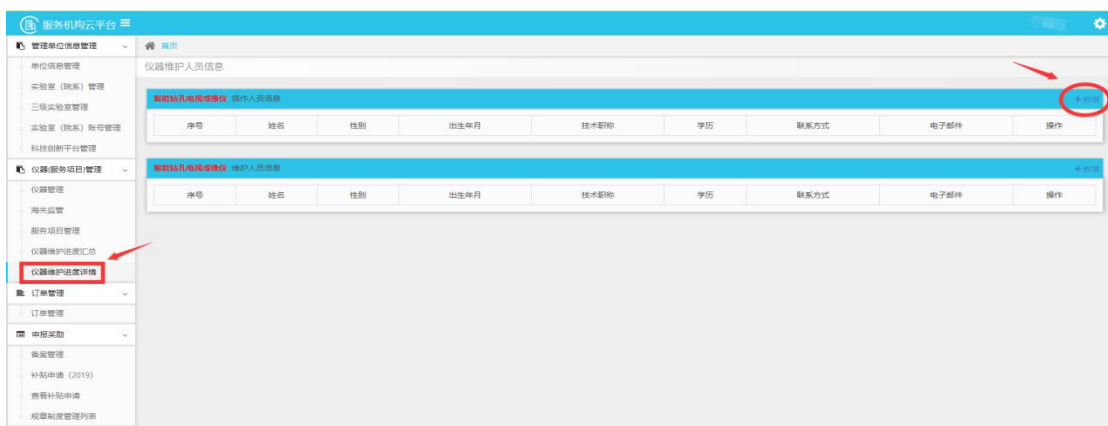 服务机构云平台
管理单位信息管理
单位信息管理
实验室（院系）管理
三级实验室管理
实验室（院系）账号管理
科技创新平台管理
仪器(服务项目)管理
仪器管理
海关监管
服务项目管理
仪器维护进度汇总
仪器维护进度详情
订单管理
订单管理
申报奖励
备案管理
补贴申请（2019）
查看补贴申请
规章制度管理列表
首页
仪器维护人员信息
智能钻孔电视成像仪 操作人员信息 +新增
序号 姓名 性别 出生年月 技术职称 学历 联系方式 电子邮件 操作
智能钻孔电视成像仪 维护人员信息 +新增
序号 姓名 性别 出生年月 技术职称 学历 联系方式 电子邮件 操作